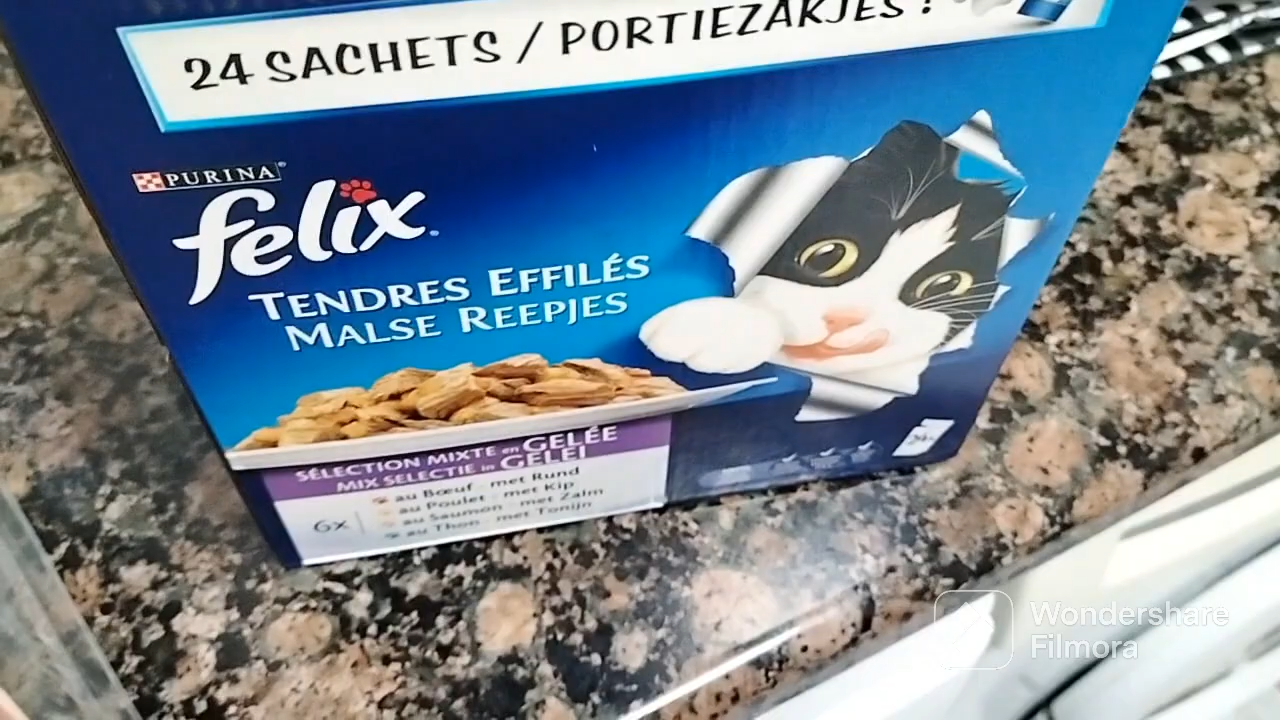 24 SACHETS / PORTIEZAKJES !
PURINA
felix
TENDRES EFFILÉS
MALSE REEPJES
SÉLECTION MIXTE en GELÉE
MIX SELECTIE in GELEI
6x
au Bœuf - met Rund
au Poulet - met Kip
au Saumon - met Zalm
au Thon - met Tonijn
Wondershare
Filmora